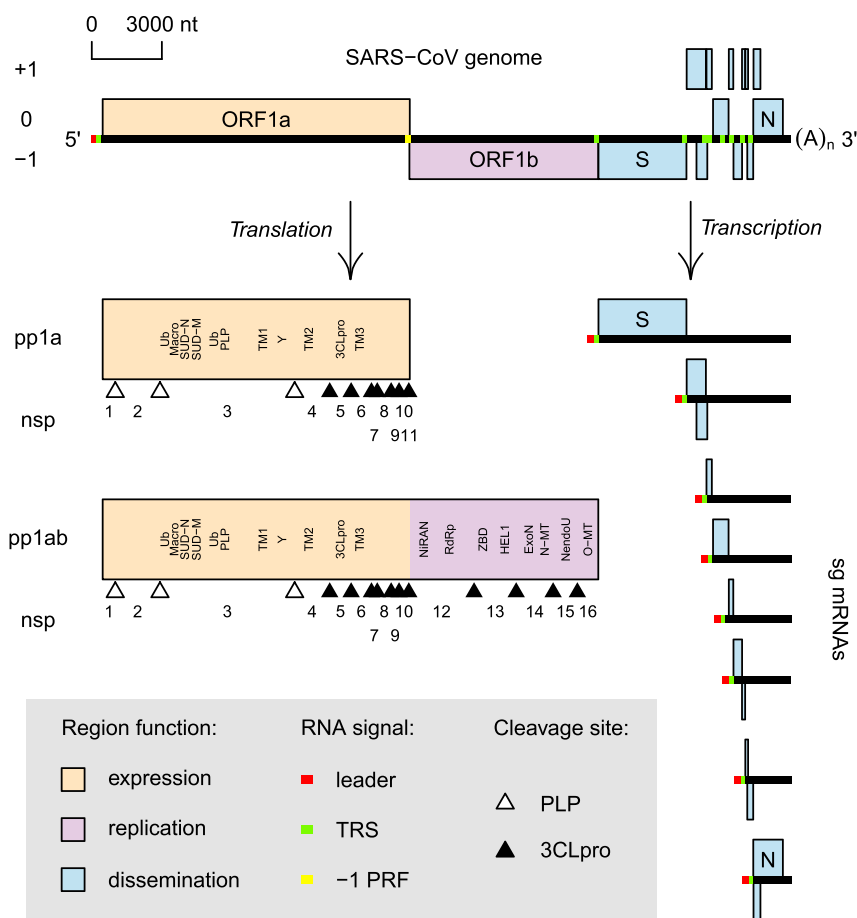 0 3000 nt
SARS−CoV genome
+1
0
−1
5'
ORF1a
ORF1b
S
N
(A)n 3'
Translation
Transcription
pp1a
Ub
Macro
SUD−N
SUD−M
Ub
PLP
TM1
Y
TM2
3CLpro
TM3
nsp
1 2 3 4 5 6 8 10
7 9 11
S
pp1ab
Ub
Macro
SUD−N
SUD−M
Ub
PLP
TM1
Y
TM2
3CLpro
TM3
NiRAN
RdRp
ZBD
HEL1
ExoN
N−MT
NendoU
O−MT
nsp
1 2 3 4 5 6 8 10 12 13 14 15 16
7 9
sg mRNAs
N
Region function:
expression
replication
dissemination
RNA signal:
leader
TRS
−1 PRF
Cleavage site:
PLP
3CLpro